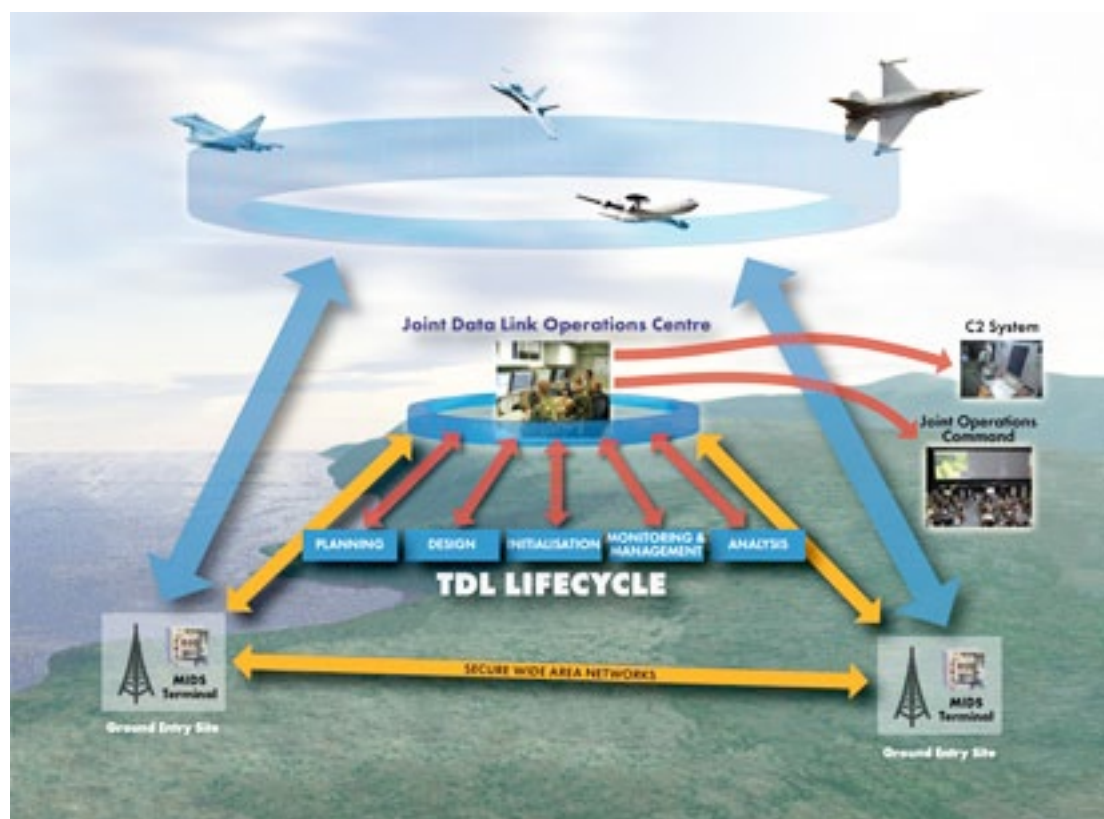 Joint Data Link Operations Centre
C2 System
Joint Operations
Command
PLANNING
DESIGN
INITIALISATION
MONITORING &
MANAGEMENT
ANALYSIS
TDL LIFECYCLE
SECURE WIDE AREA NETWORKS
MIDS
Terminal
Ground Entry Site
MIDS
Terminal
Ground Entry Site